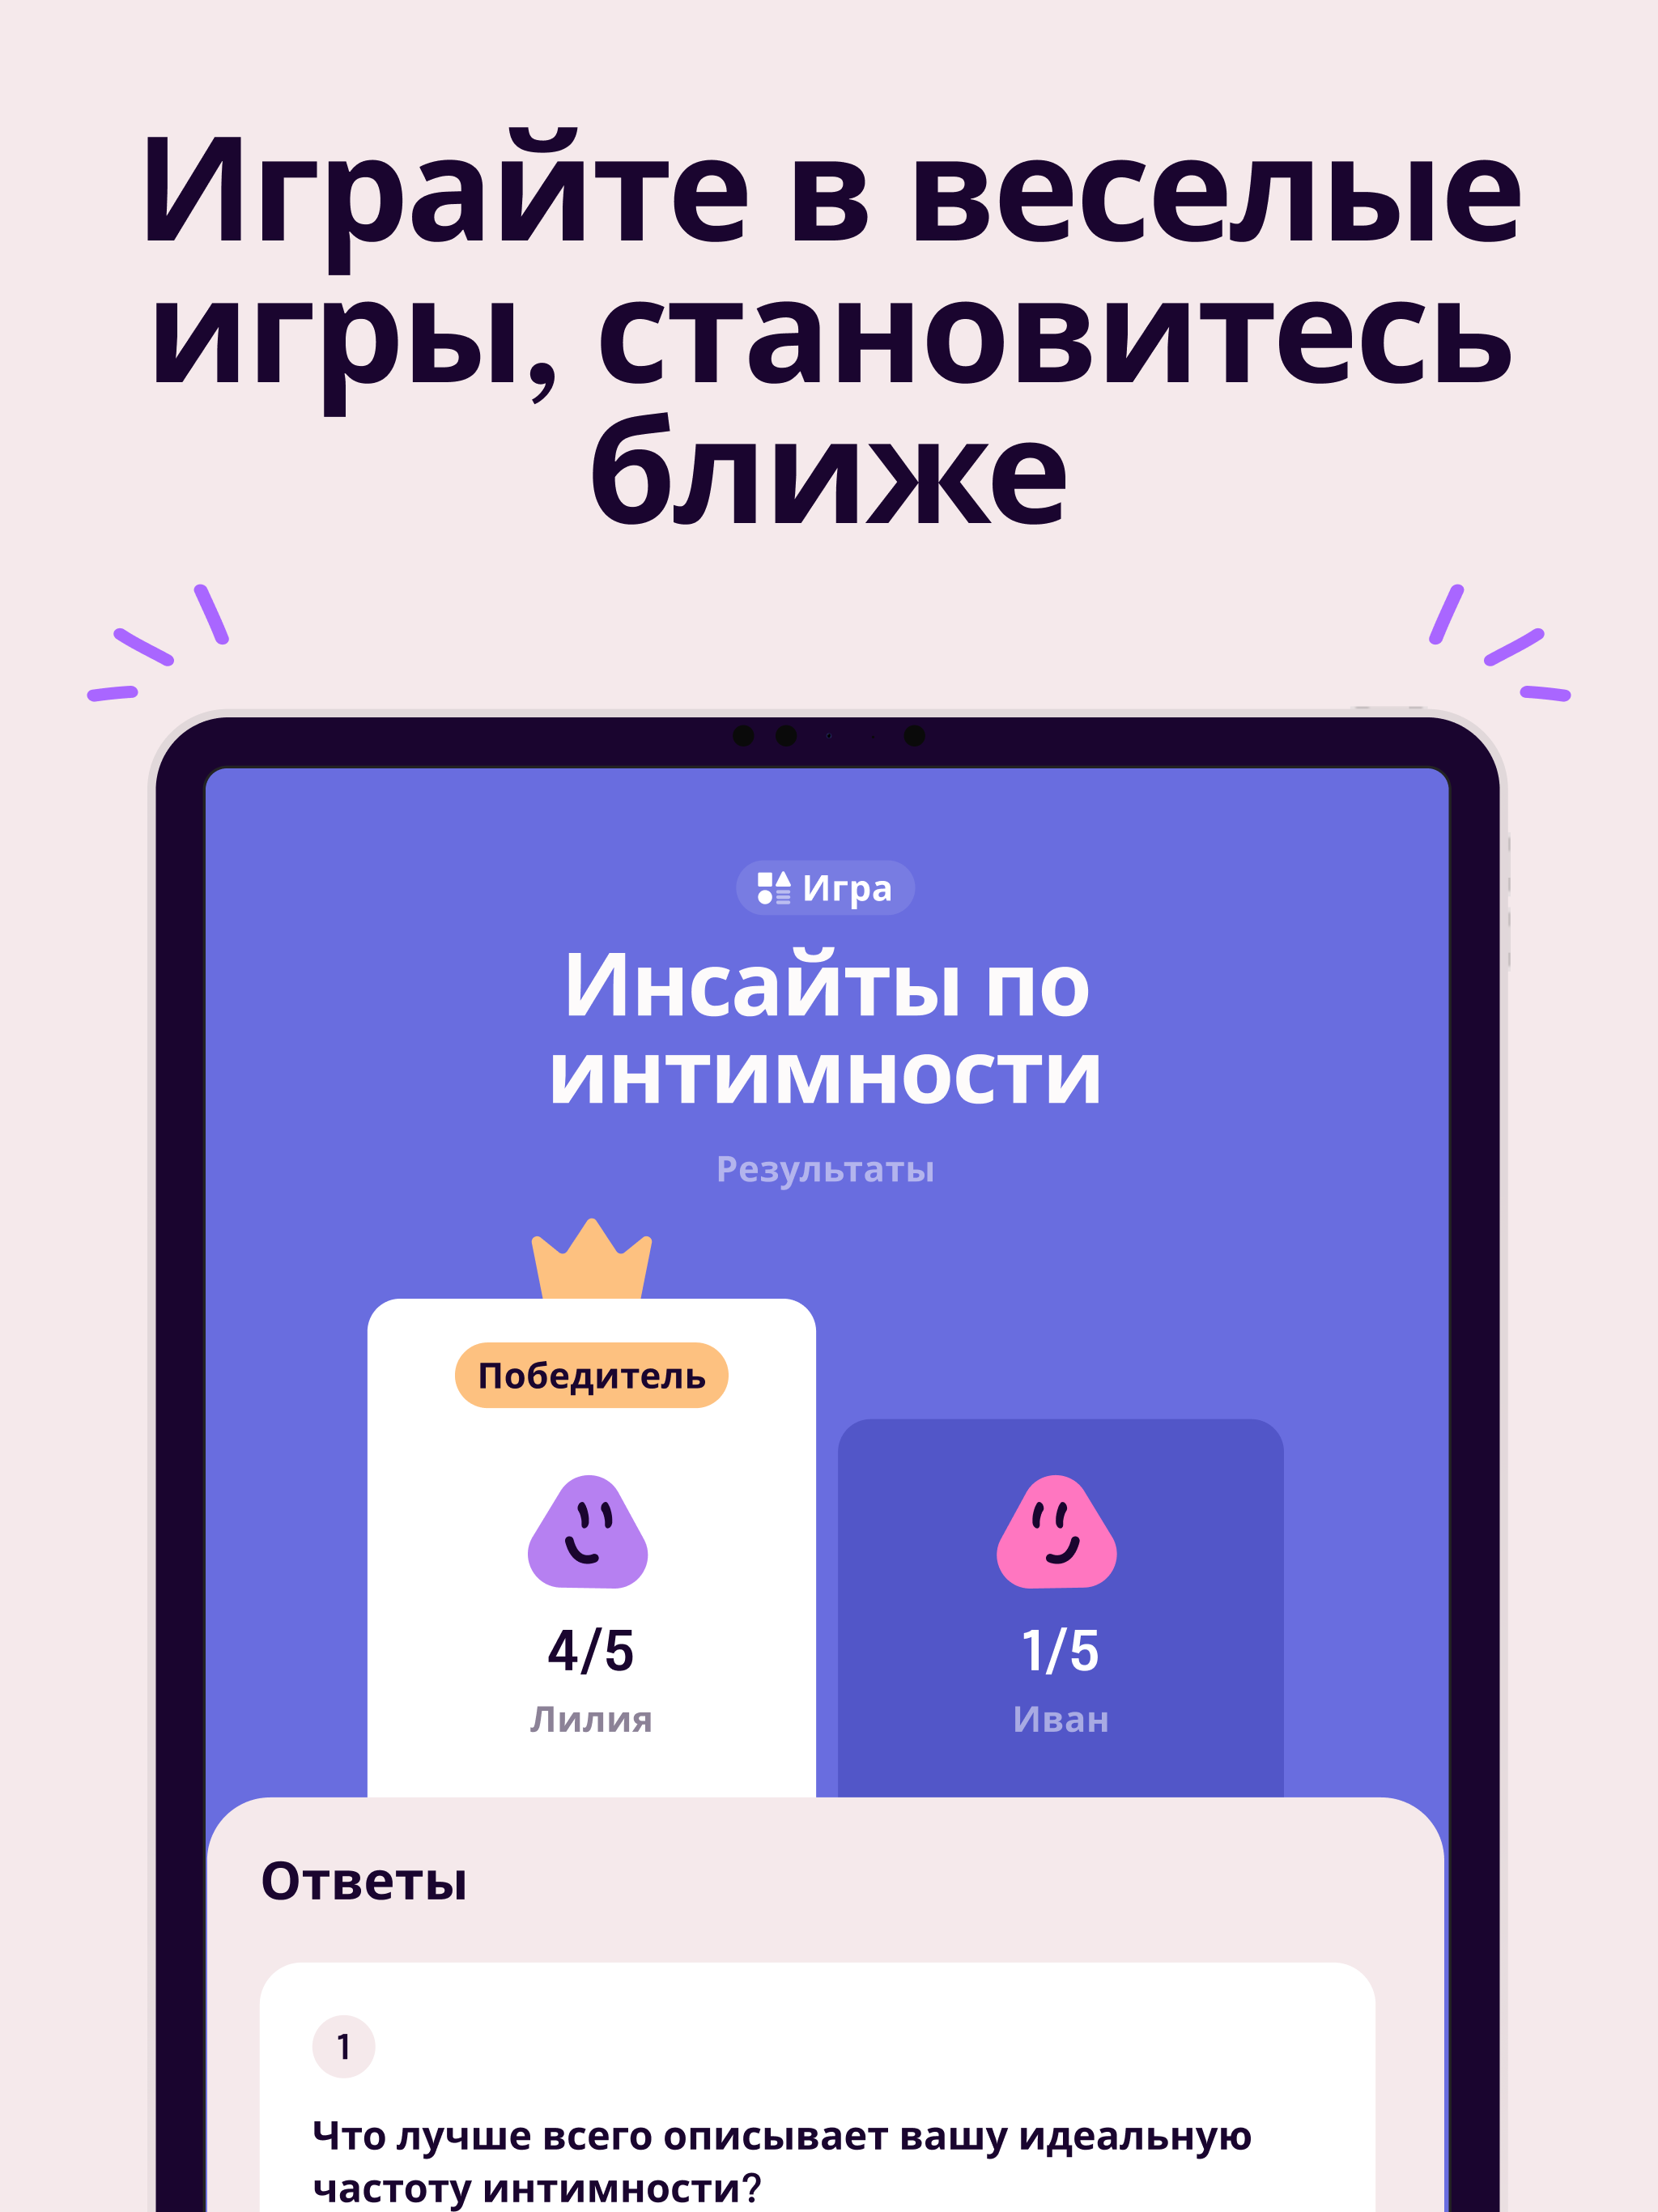 Играйте в веселые
игры, становитесь
ближе
Игра
Инсайты по
интимности
Результаты
Победитель
4/5
Лилия
1/5
Иван
Ответы
1
Что лучше всего описывает вашу идеальную
частоту интимности?